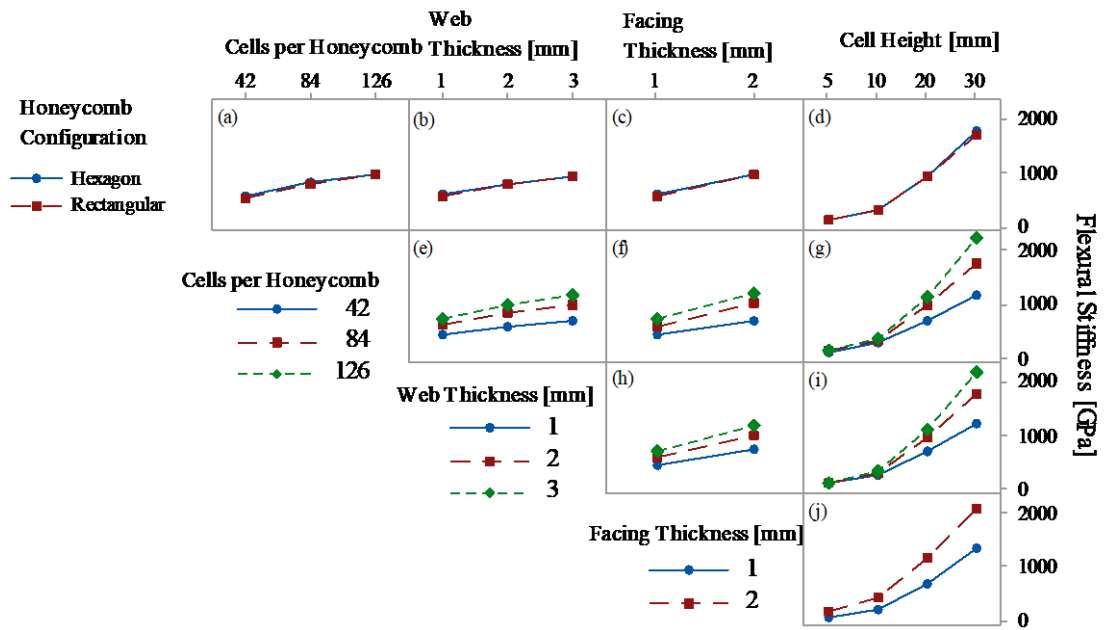 Web
Thickness [mm]
Facing
Thickness [mm]
Cells per Honeycomb
Cell Height [mm]
42 84 126
1 2 3
1 2
5 10 20 30
Honeycomb
Configuration
Hexagon
Rectangular
(a)
(b)
(c)
(d)
2000
1000
0
Cells per Honeycomb
42
84
126
(e)
(f)
(g)
2000
1000
0
Flexural Stiffness [GPa]
Web Thickness [mm]
1
2
3
(h)
(i)
2000
1000
0
Facing Thickness [mm]
1
2
(j)
2000
1000
0